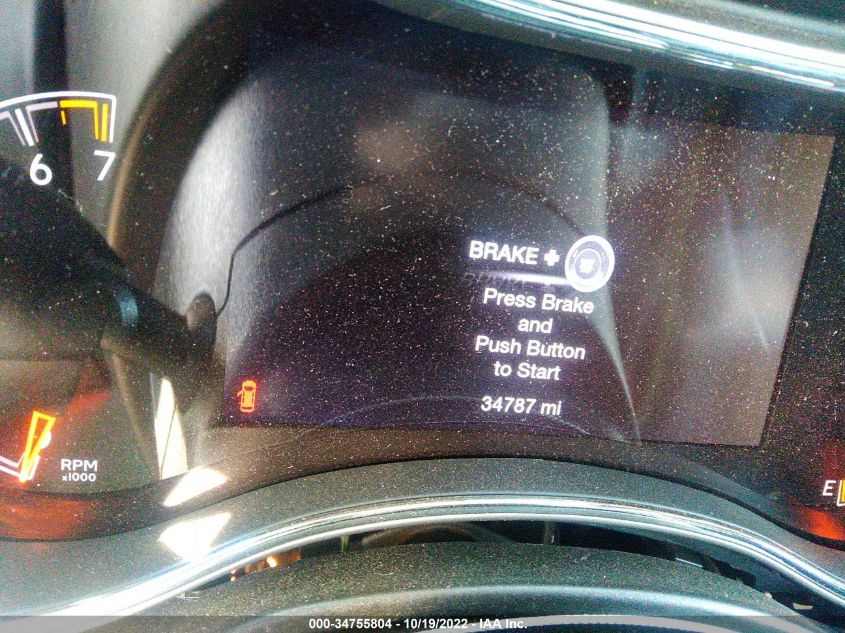 6
7
BRAKE +
Press Brake
and
Push Button
to Start
34787 mi
RPM
x1000
E
000-34755804 - 10/19/2022 - IAA Inc.